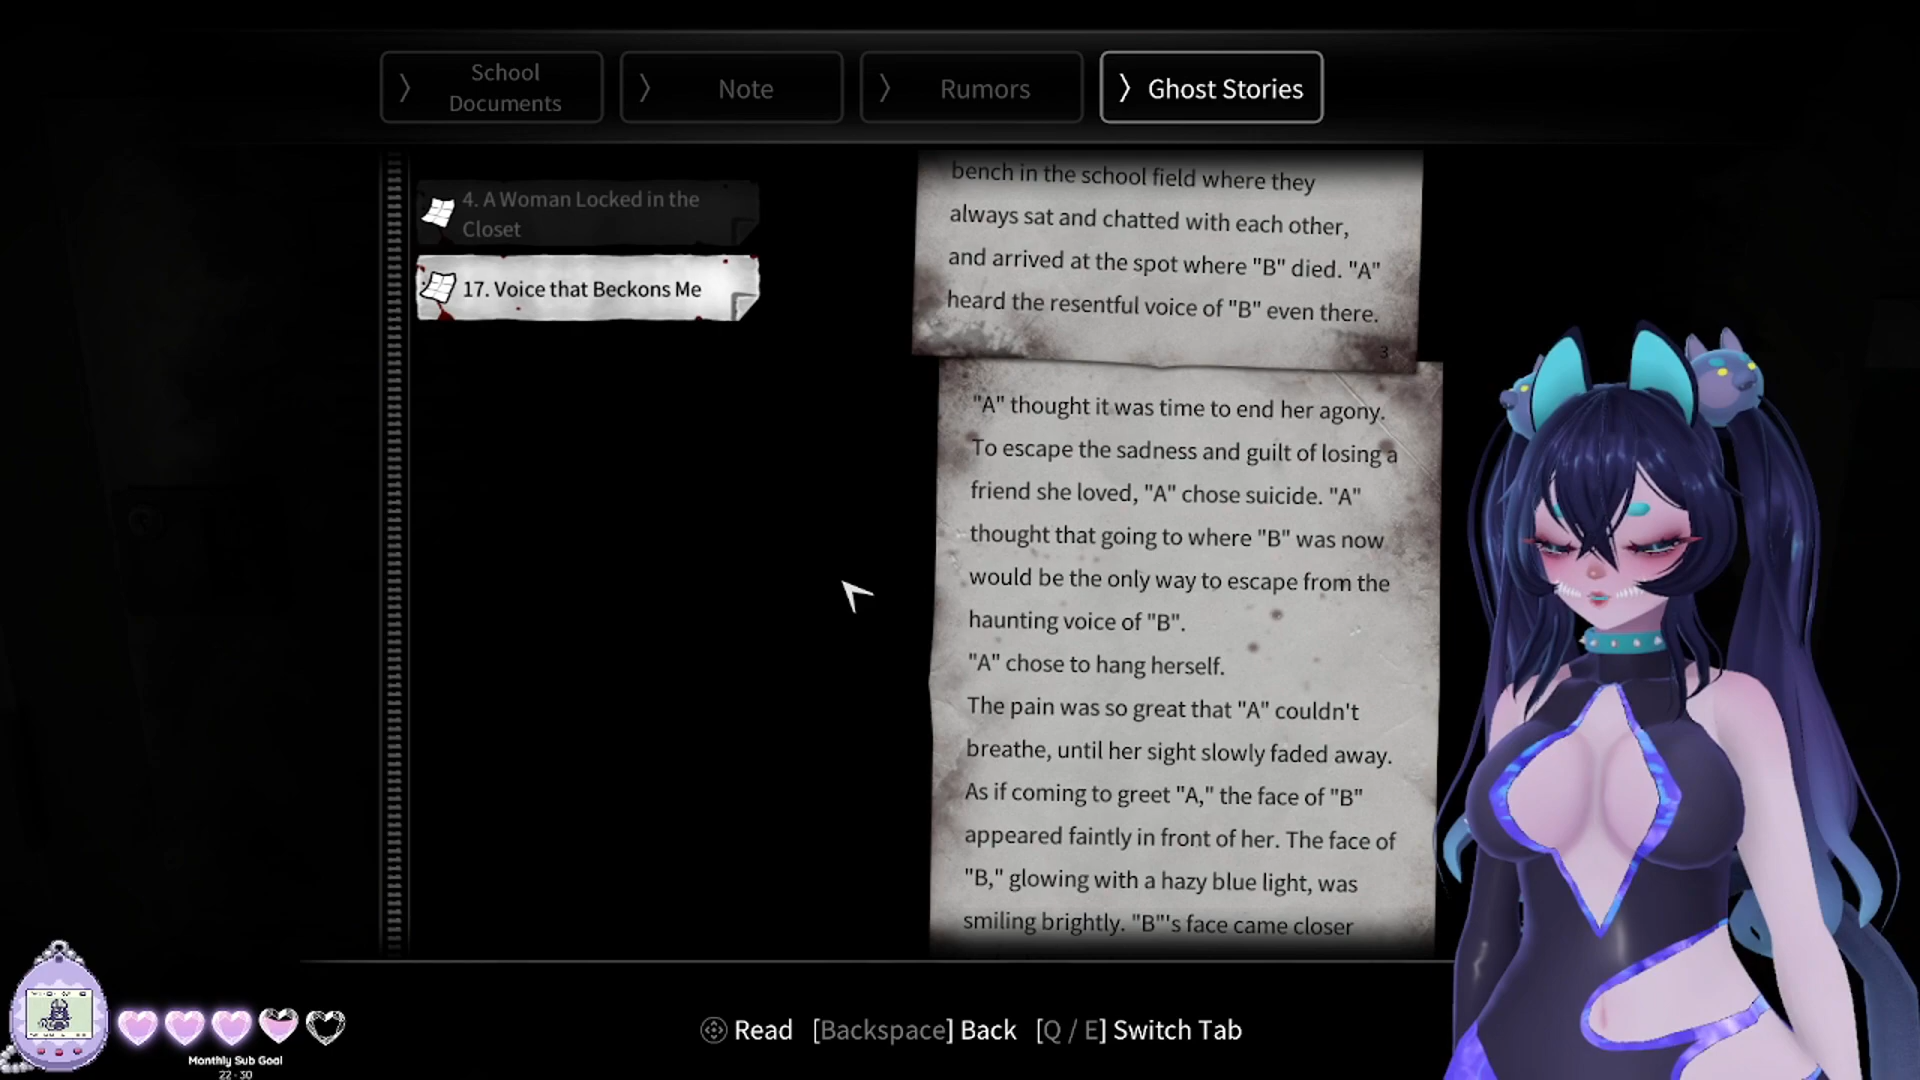 School
Documents
Note
Rumors
Ghost Stories
4. A Woman Locked in the
Closet
17. Voice that Beckons Me
bench in the school field where they
always sat and chatted with each other,
and arrived at the spot where "B" died. "A"
heard the resentful voice of "B" even there.
3
"A" thought it was time to end her agony.
To escape the sadness and guilt of losing a
friend she loved, "A" chose suicide. "A"
thought that going to where "B" was now
would be the only way to escape from the
haunting voice of "B".
"A" chose to hang herself.
The pain was so great that "A" couldn't
breathe, until her sight slowly faded away.
As if coming to greet "A," the face of "B"
appeared faintly in front of her. The face of
"B," glowing with a hazy blue light, was
smiling brightly. "B"'s face came closer
Read [Backspace] Back [Q / E] Switch Tab
Monthly Sub Goal
22 - 30